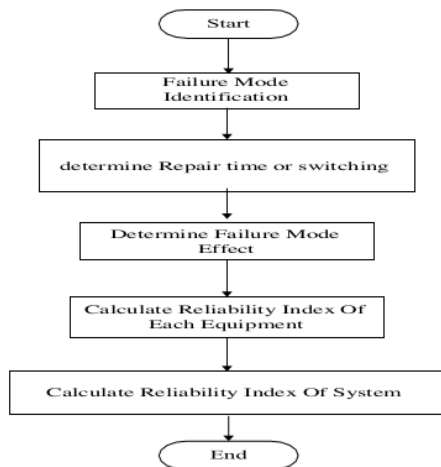 Start
Failure Mode
Identification
determine Repair time or switching
Determine Failure Mode
Effect
Calculate Reliability Index Of
Each Equipment
Calculate Reliability Index Of System
End